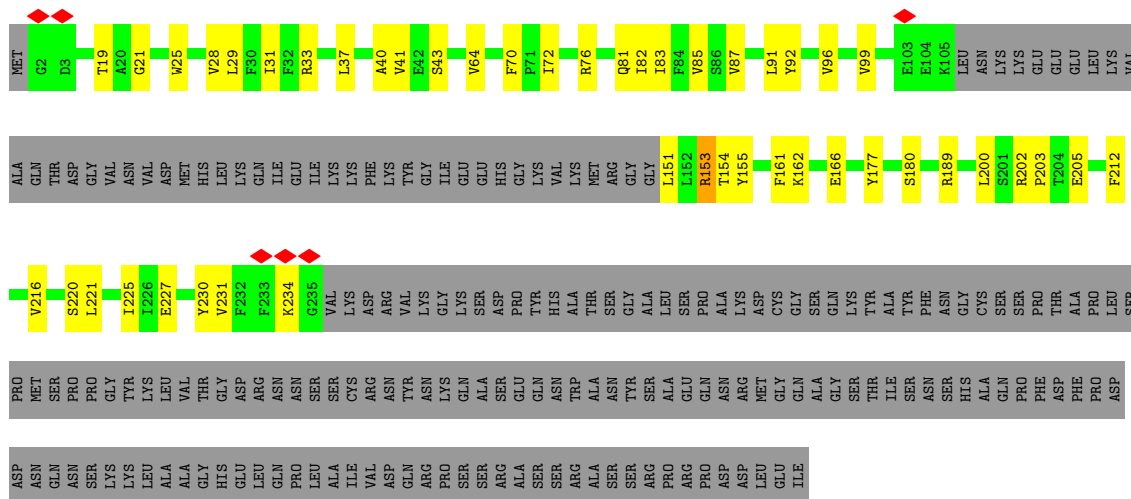 MET G2 D3 T19 A20 G21 W25 V28 L29 F30 I31 F32 R33 L37 A40 V41 E42 S43 V64 F70 P71 I72 R76 Q81 I82 I83 F84 V85 S86 V87 L91 Y92 V96 V99 E103 E104 K105 LEU ASN LYS LYS GLU GLU GLU LEU LYS VAL
ALA GLN THR ASP GLY VAL ASN VAL ASP MET HIS LEU LYS GLN ILE GLU ILE LYS LYS PHE LYS TYR GLY ILE GLU GLU HIS GLY LYS VAL LYS MET ARG GLY GLY L151 L152 R153 T154 Y155 F161 K162 E166 Y177 S180 R189 L200 S201 R202 P203 T204 E205 F212
V216 S220 L221 I225 I226 E227 Y230 V231 F232 F233 K234 G235 VAL LYS ASP ARG VAL LYS GLY LYS SER ASP PRO TYR HIS ALA THR SER GLY ALA LEU SER PRO ALA LYS ASP CYS GLY SER GLN LYS TYR ALA TYR PHE ASN GLY CYS SER SER PRO THR ALA PRO LEU SER
PRO MET SER PRO PRO GLY TYR LYS LEU VAL THR GLY ASP ARG ASN ASN SER SER CYS ARG ASN TYR ASN LYS GLN ALA SER GLU GLN ASN TRP ALA ASN TYR SER ALA GLU GLN ASN ARG MET GLY GLN ALA GLY SER THR ILE SER ASN SER HIS ALA GLN PRO PHE ASP PHE PRO ASP
ASP ASN GLN ASN SER LYS LYS LEU ALA ALA GLY HIS GLU LEU GLN PRO LEU ALA ILE VAL ASP GLN ARG PRO SER SER ARG ALA SER SER ARG ALA SER SER ARG PRO ARG PRO ASP ASP LEU GLU ILE